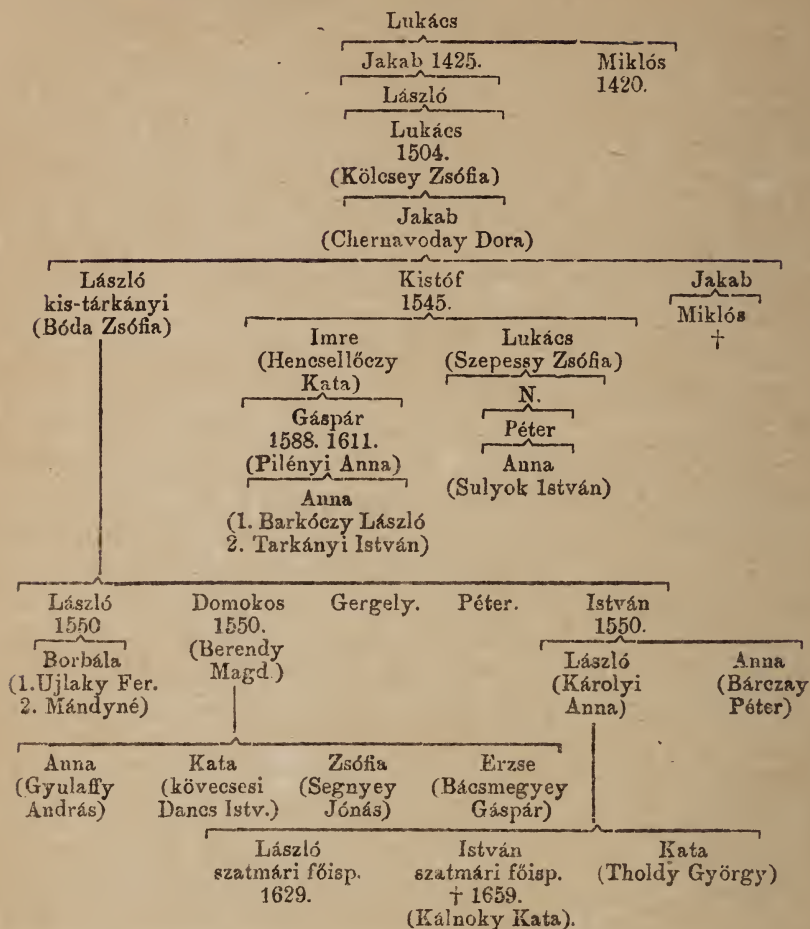 Lukács
Jakab 1425. Miklós
1420.
László
Lukács
1504.
(Kölcsey Zsófia)
Jakab
(Chernavoday Dora)
László Kistóf Jakab
kis-tárkányi 1545.
(Bóda Zsófia) Miklós
†
Imre Lukács
(Hencsellőczy (Szepessy Zsófia)
Kata)
N.
Gáspár Péter
1588. 1611.
(Pilényi Anna) Anna
(Sulyok István)
Anna
(1. Barkóczy László
2. Tarkányi István)
László Domokos Gergely. Péter. István
1550 1550. 1550.
(Berendy
Magd.)
Borbála László Anna
(1.Ujlaky Fer. (Károlyi (Bárczay
2. Mándyné) Anna) Péter)
Anna Kata Zsófia Erzse
(Gyulaffy (kövecsesi (Segnyey (Bácsmegyey
András) Dancs Istv.) Jónás) Gáspár)
László István Kata
szatmári főisp. szatmári főisp. (Tholdy György)
1629. † 1659.
(Kálnoky Kata).